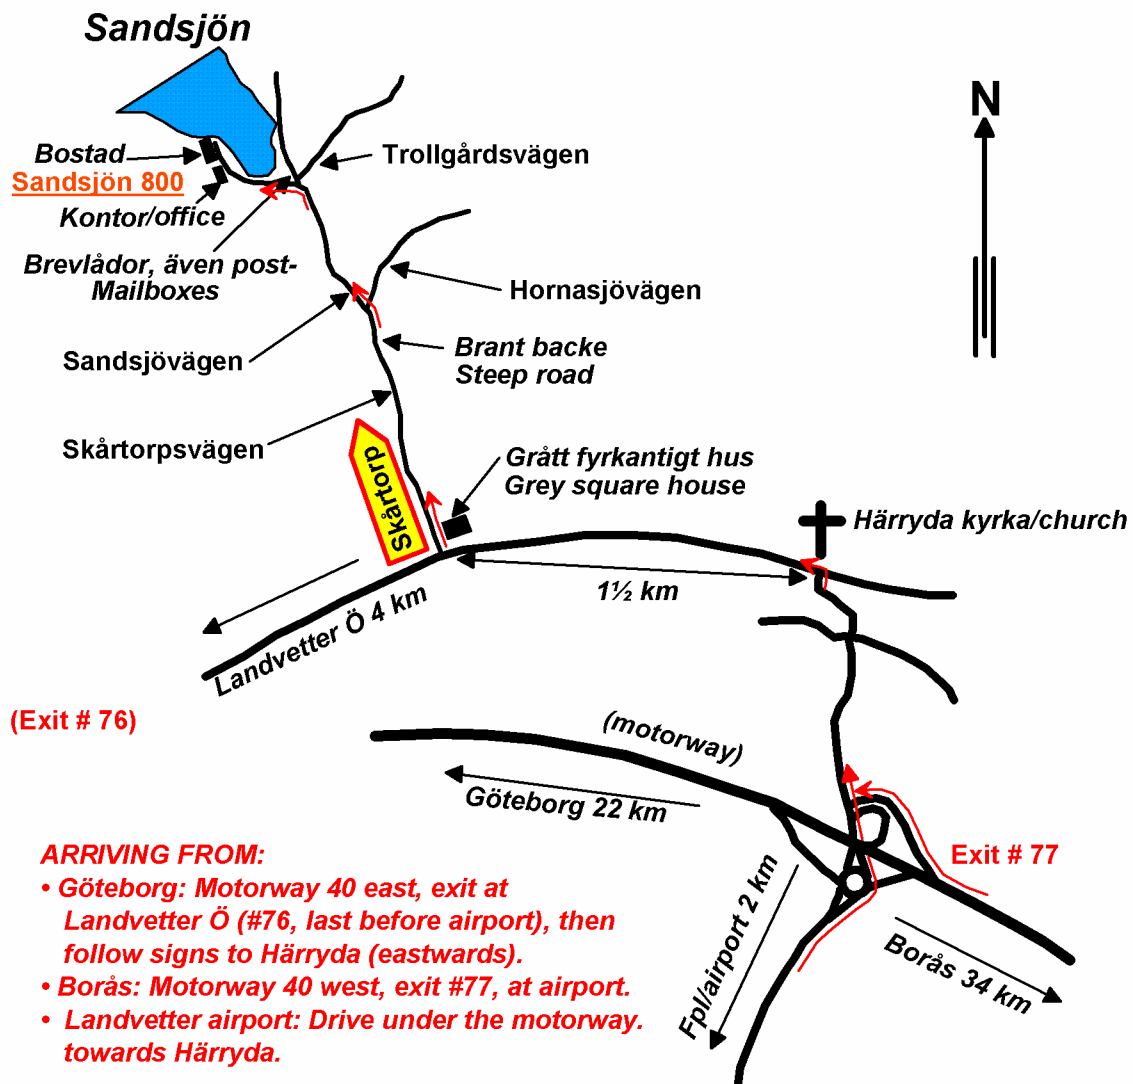 Sandsjön
N
Bostad
Trollgårdsvägen
Sandsjön 800
Kontor/office
Brevlådor, även post-
Mailboxes
Hornasjövägen
Sandsjövägen
Brant backe
Steep road
Skårtorpsvägen
Skårtorp
Grått fyrkantigt hus
Grey square house
Härryda kyrka/church
1½ km
Landvetter Ö 4 km
(Exit # 76)
(motorway)
Göteborg 22 km
Exit # 77
Fpl/airport 2 km
Borås 34 km
ARRIVING FROM:
• Göteborg: Motorway 40 east, exit at
Landvetter Ö (#76, last before airport), then
follow signs to Härryda (eastwards).
• Borås: Motorway 40 west, exit #77, at airport.
• Landvetter airport: Drive under the motorway.
towards Härryda.